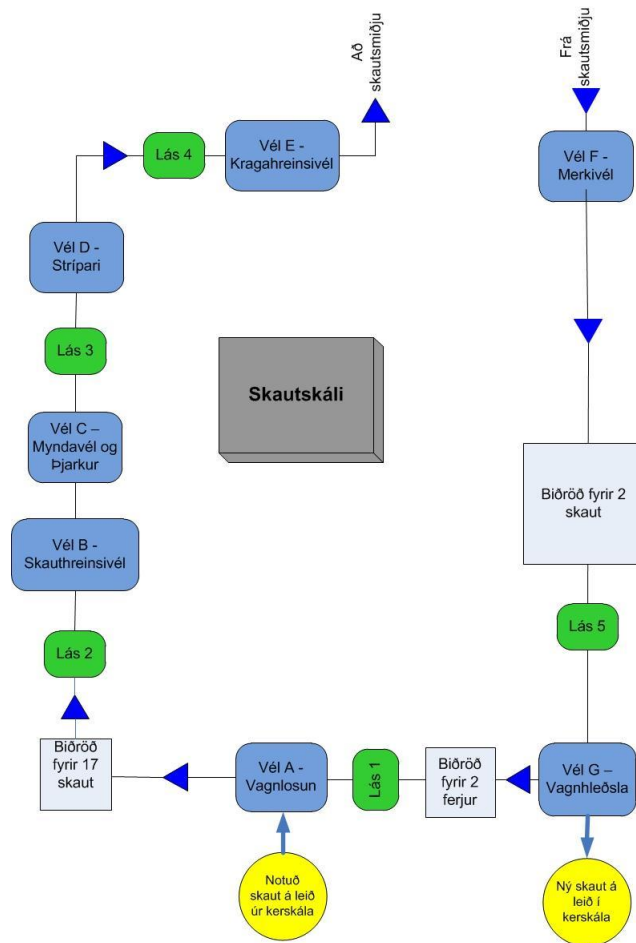 Að
skautsmiðju
Frá
skautsmiðju
Lás 4
Vél E -
Kragahreinsivél
Vél F -
Merkivél
Vél D -
Strípari
Lás 3
Skautskáli
Vél C –
Myndavél og
Þjarkur
Biðröð fyrir 2
skaut
Vél B -
Skauthreinsivél
Lás 5
Lás 2
Biðröð
fyrir 17
skaut
Vél A -
Vagnlosun
Lás 1
Biðröð
fyrir 2
ferjur
Vél G –
Vagnhleðsla
Notuð
skaut á leið
úr kerskála
Ný skaut á
leið í
kerskála